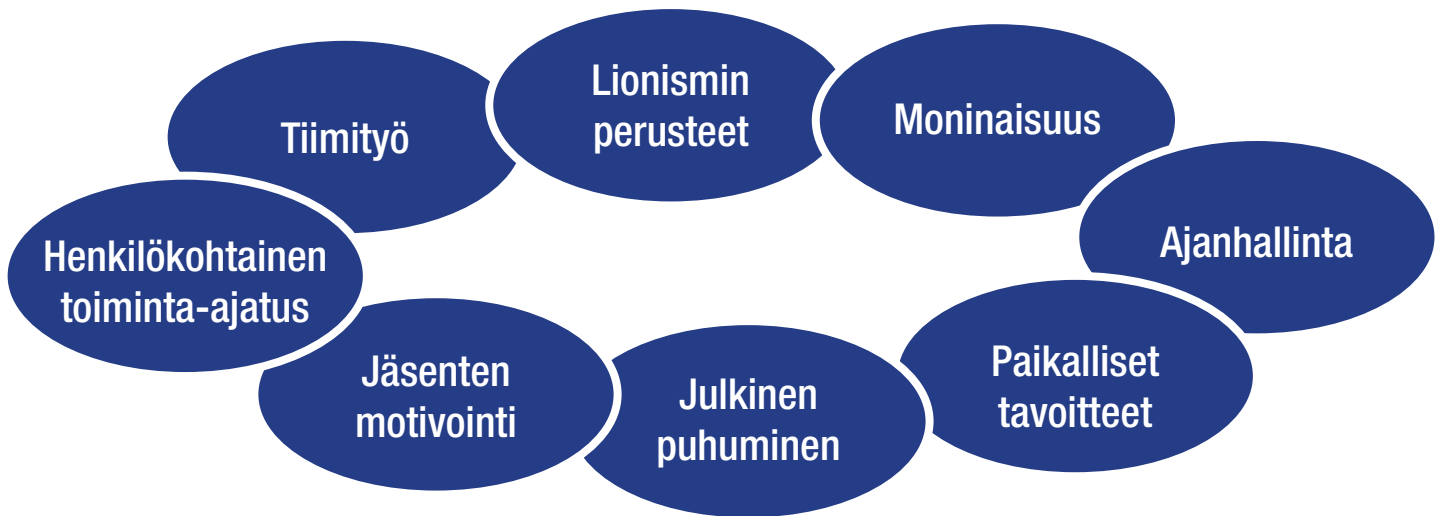 Tiimityö
Lionismin
perusteet
Moninaisuus
Ajanhallinta
Paikalliset
tavoitteet
Julkinen
puhuminen
Jäsenten
motivointi
Henkilökohtainen
toiminta-ajatus